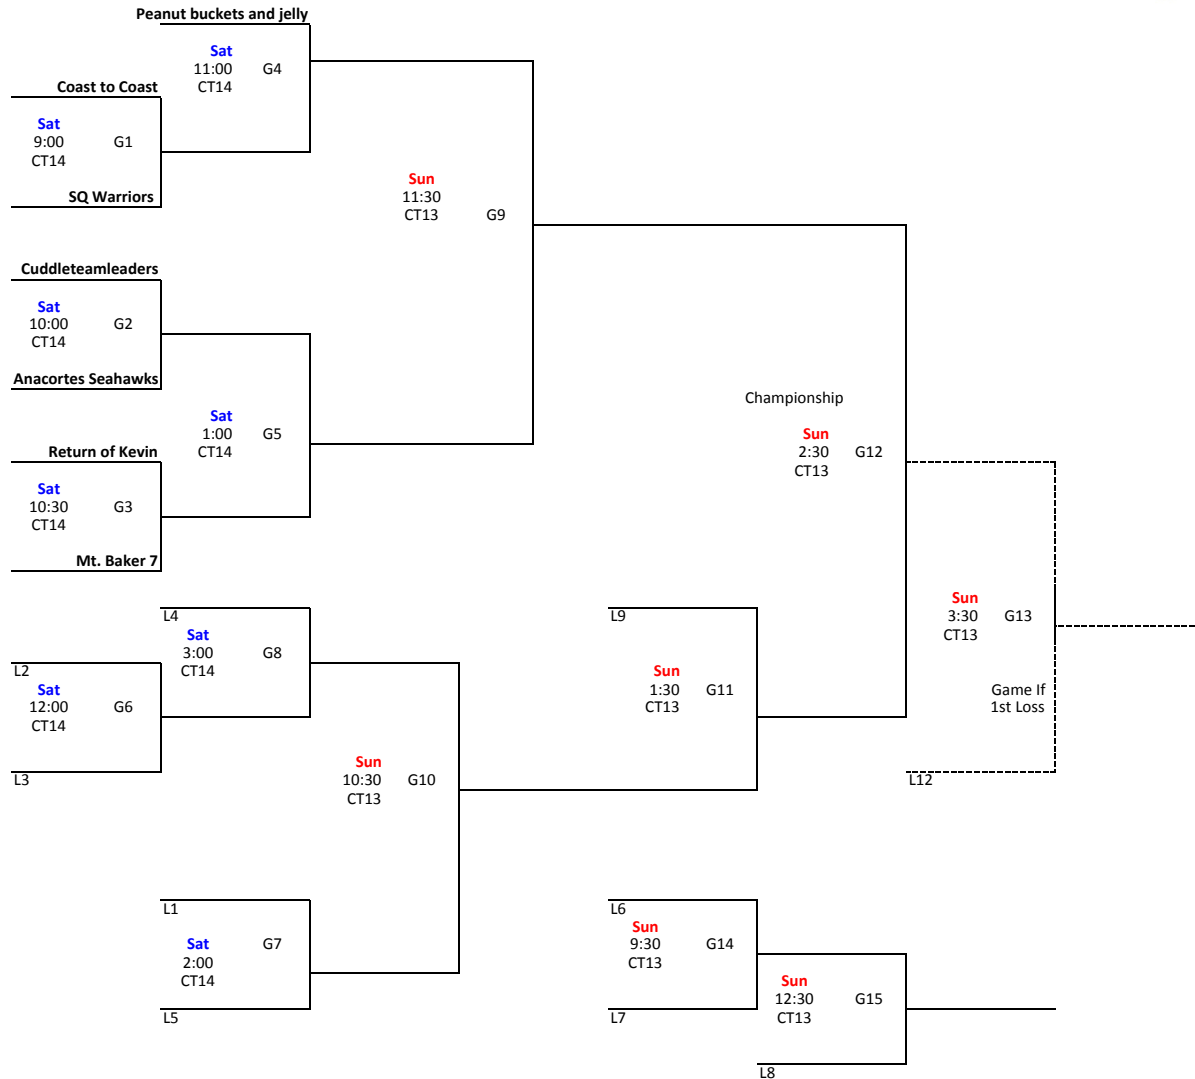 Peanut buckets and jelly
Sat
11:00 G4
CT14
Coast to Coast
Sat
9:00 G1
CT14
SQ Warriors
Sun
11:30
CT13 G9
Cuddleteamleaders
Sat
10:00 G2
CT14
Anacortes Seahawks
Sat
1:00 G5
CT14
Championship
Sun
2:30 G12
CT13
Return of Kevin
Sat
10:30 G3
CT14
Mt. Baker 7
L4
Sat
3:00 G8
CT14
L9
Sun
3:30 G13
CT13
L2
Sat
12:00 G6
CT14
L3
Sun
1:30 G11
CT13
Game If
1st Loss
Sun
10:30 G10
CT13
L12
L1
Sat G7
2:00
CT14
L5
L6
Sun
9:30 G14
CT13
L7
Sun
12:30 G15
CT13
L8